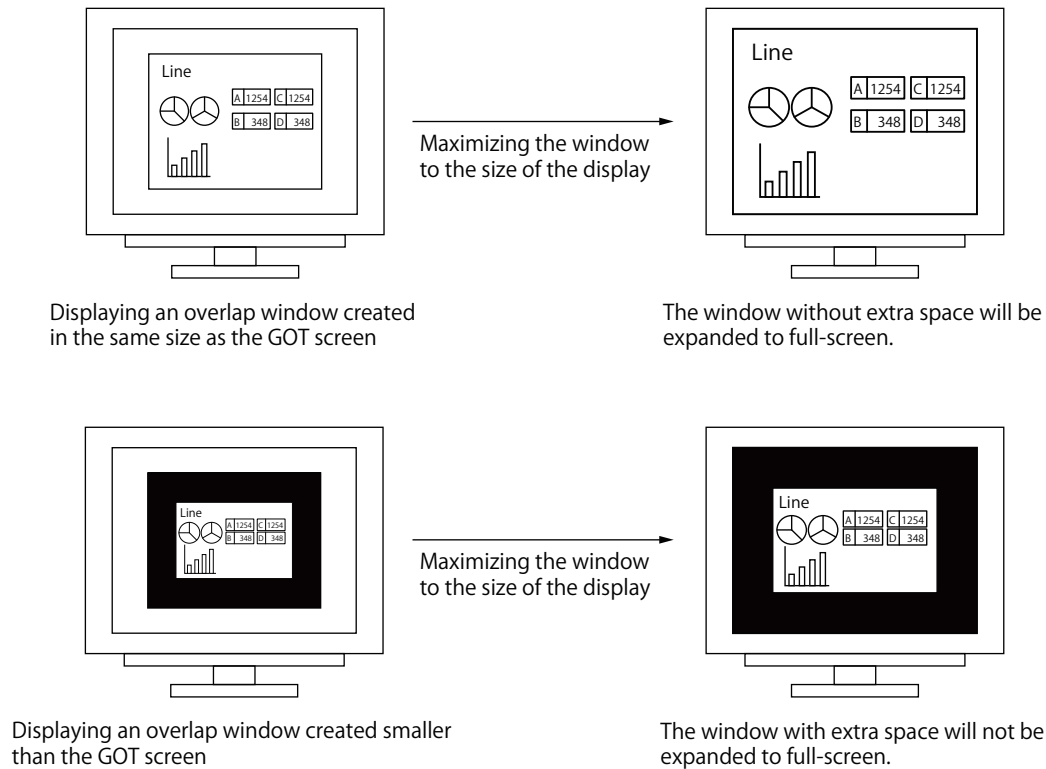 Line
A 1254 C 1254
B 348 D 348
Maximizing the window
to the size of the display
Line
A 1254 C 1254
B 348 D 348
Displaying an overlap window created
in the same size as the GOT screen
The window without extra space will be
expanded to full-screen.
Line
A 1254 C 1254
B 348 D 348
Maximizing the window
to the size of the display
Line
A 1254 C 1254
B 348 D 348
Displaying an overlap window created smaller
than the GOT screen
The window with extra space will not be
expanded to full-screen.